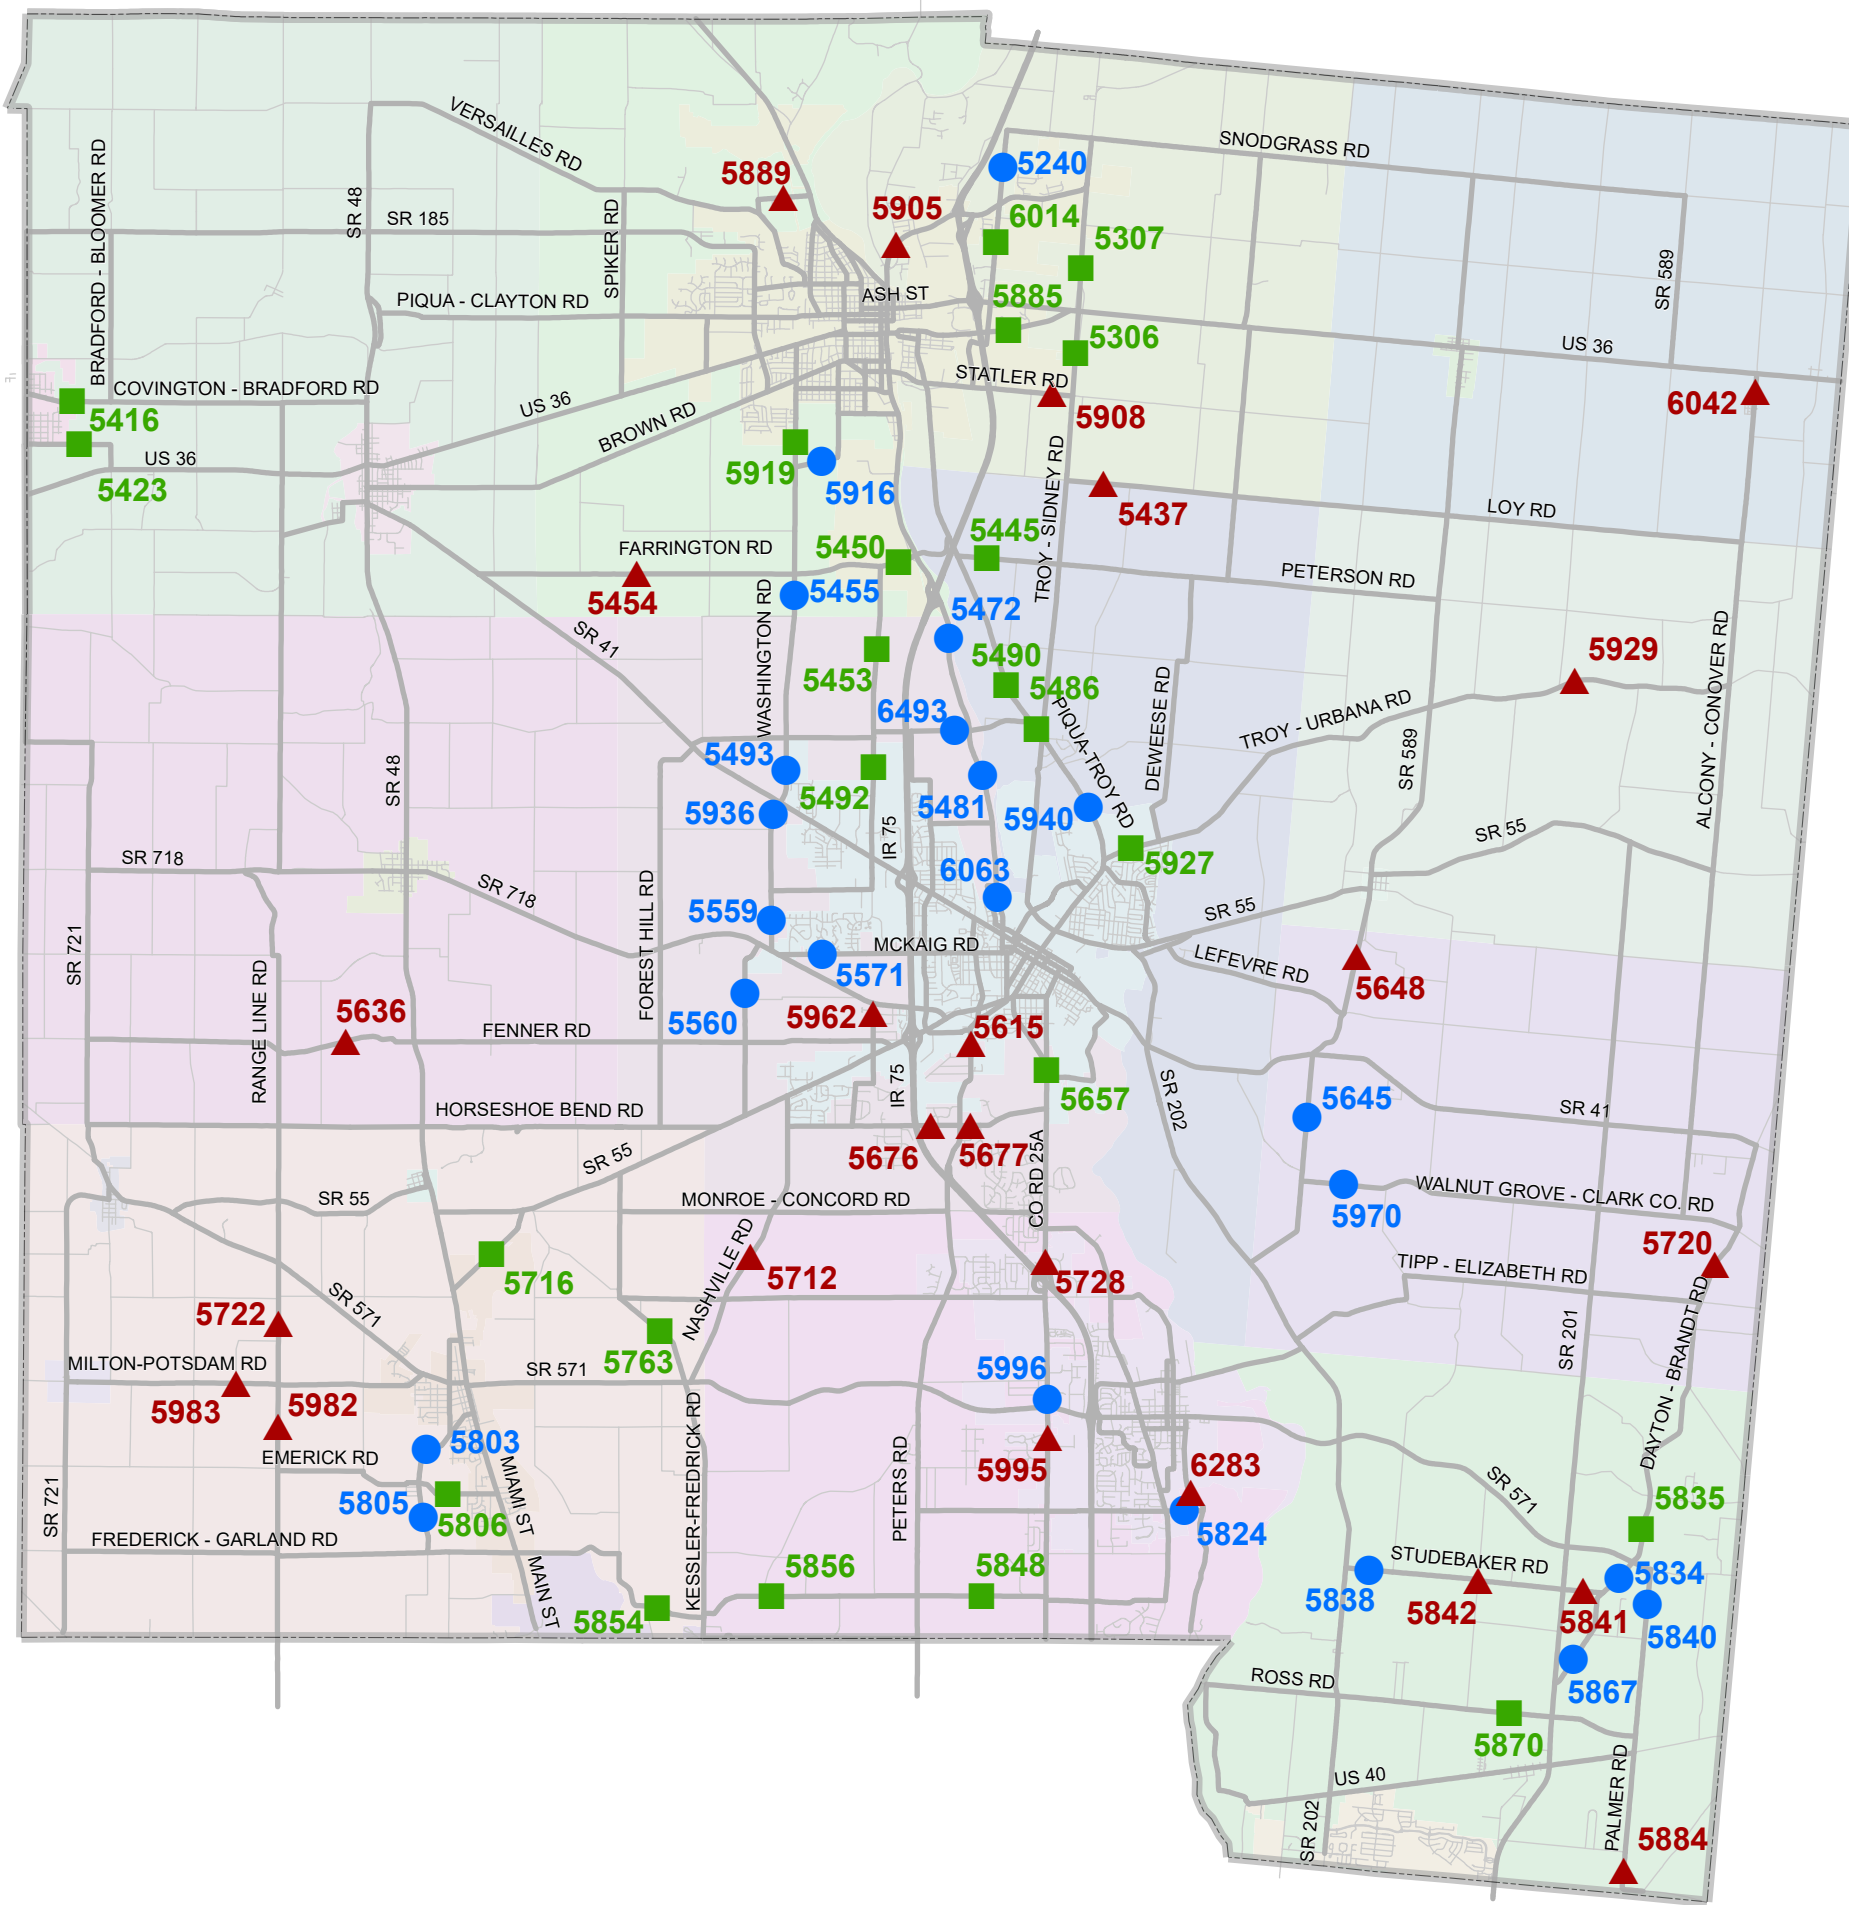 VERSAILLES RD
SNODGRASS RD
BRADFORD - BLOOMER RD
5889
5240
SR 48
SR 185
SPIKER RD
5905
6014
5307
SR 589
PIQUA - CLAYTON RD
ASH ST
5885
5306
US 36
COVINGTON - BRADFORD RD
STATLER RD
5416
US 36
BROWN RD
5908
6042
US 36
5423
5919
5916
TROY - SIDNEY RD
5437
LOY RD
FARRINGTON RD
5450
5445
PETERSON RD
5454
5455
5472
SR 41
WASHINGTON RD
5453
5490
5486
5929
ALCONY - CONOVER RD
6493
PIQUA-TROY RD
DEWEESE RD
TROY - URBANA RD
SR 48
5493
5492
SR 589
5936
5481
5940
IR 75
SR 55
SR 718
5927
SR 718
6063
FOREST HILL RD
5559
SR 55
SR 721
MCKAIG RD
5571
LEFEVRE RD
RANGE LINE RD
5636
5560
5962
5648
FENNER RD
5615
IR 75
5657
SR 202
5645
HORSESHOE BEND RD
SR 41
SR 55
5676
5677
CO RD 25A
SR 55
MONROE - CONCORD RD
WALNUT GROVE - CLARK CO. RD
5970
5720
NASHVILLE RD
5716
5712
5728
TIPP - ELIZABETH RD
SR 571
5722
SR 201
DAYTON - BRANDT RD
MILTON-POTSDAM RD
5763
SR 571
5996
5983
5982
KESSLER-FREDRICK RD
5803
EMERICK RD
PETERS RD
5995
6283
MIAMI ST
SR 571
SR 721
5805
5806
5835
5824
FREDERICK - GARLAND RD
MAIN ST
5856
5848
STUDEBAKER RD
5834
5838
5842
5841
5854
5840
ROSS RD
5867
5870
US 40
PALMER RD
SR 202
5884